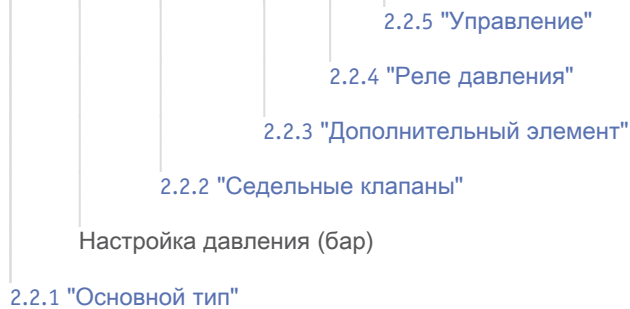 2.2.5 "Управление"
2.2.4 "Реле давления"
2.2.3 "Дополнительный элемент"
2.2.2 "Седельные клапаны"
Настройка давления (бар)
2.2.1 "Основной тип"